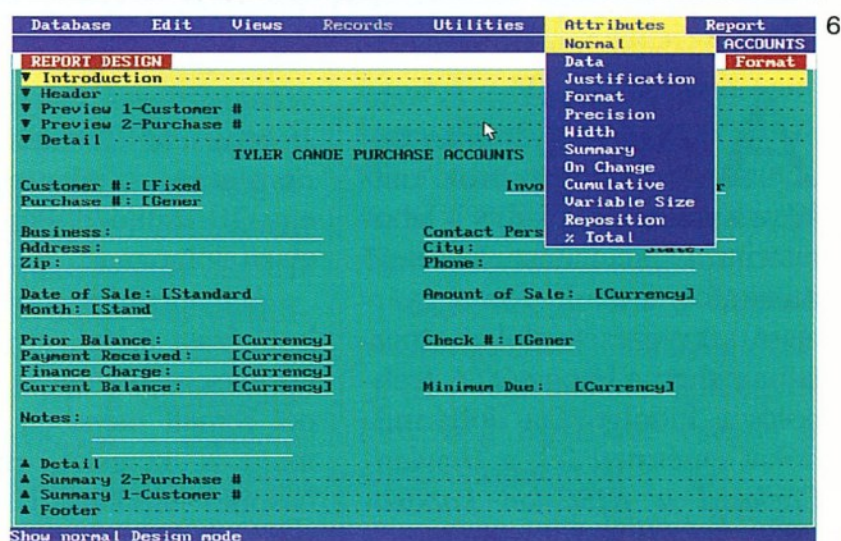 Database Edit Views Records Utilities Attributes Report 6
Normal ACCOUNTS
REPORT DESIGN Data Format
▼ Introduction Justification
▼ Header Format
▼ Preview 1-Customer # Precision
▼ Preview 2-Purchase # Width
▼ Detail Summary
TYLER CANOE PURCHASE ACCOUNTS On Change
Customer #: [Fixed Invo Cumulative r
Purchase #: [Gener Variable Size
Reposition
Business: Contact Pers % Total
Address: City:
Zip: Phone:
Date of Sale: [Standard Amount of Sale: [Currency]
Month: [Stand
Prior Balance: [Currency] Check #: [Gener
Payment Received: [Currency]
Finance Charge: [Currency]
Current Balance: [Currency] Minimum Due: [Currency]
Notes:
▲ Detail
▲ Summary 2-Purchase #
▲ Summary 1-Customer #
▲ Footer
Show normal Design mode